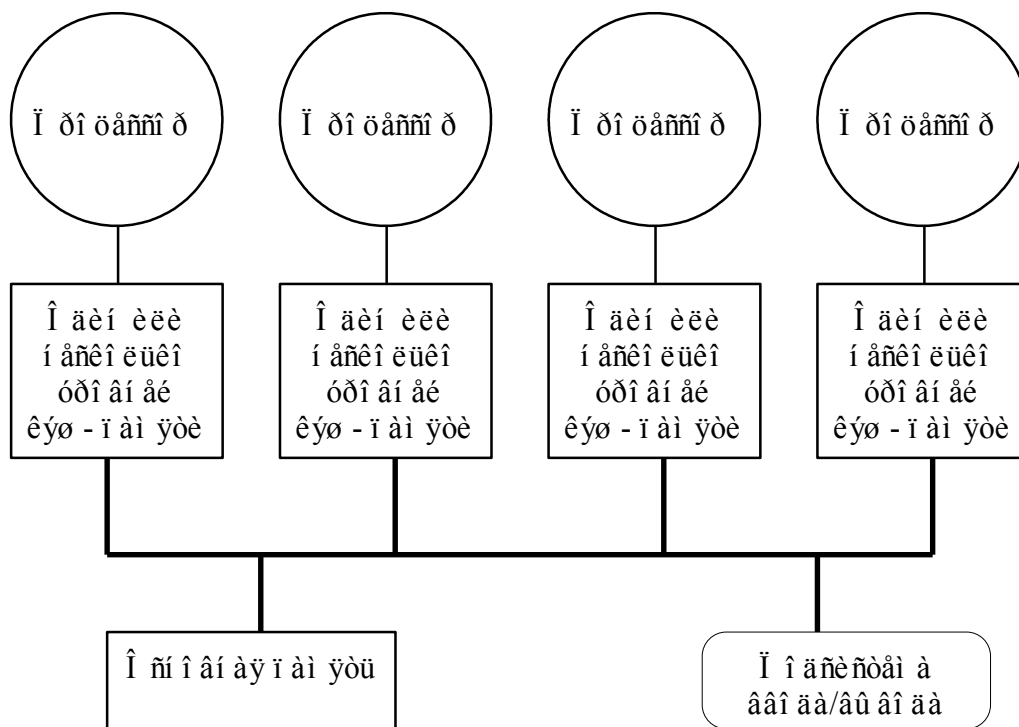 Ï ðî öåññî ð
Ï ðî öåññî ð
Ï ðî öåññî ð
Ï ðî öåññî ð
Î äèí èëè
í åñêî ëüêî
óðî âí åé
êýø - ï àì ÿòè
Î äèí èëè
í åñêî ëüêî
óðî âí åé
êýø - ï àì ÿòè
Î äèí èëè
í åñêî ëüêî
óðî âí åé
êýø - ï àì ÿòè
Î äèí èëè
í åñêî ëüêî
óðî âí åé
êýø - ï àì ÿòè
Î ñí î âí àÿ ï àì ÿòü
Ï î äñèñòåì à
ââî äà/âû âî äà